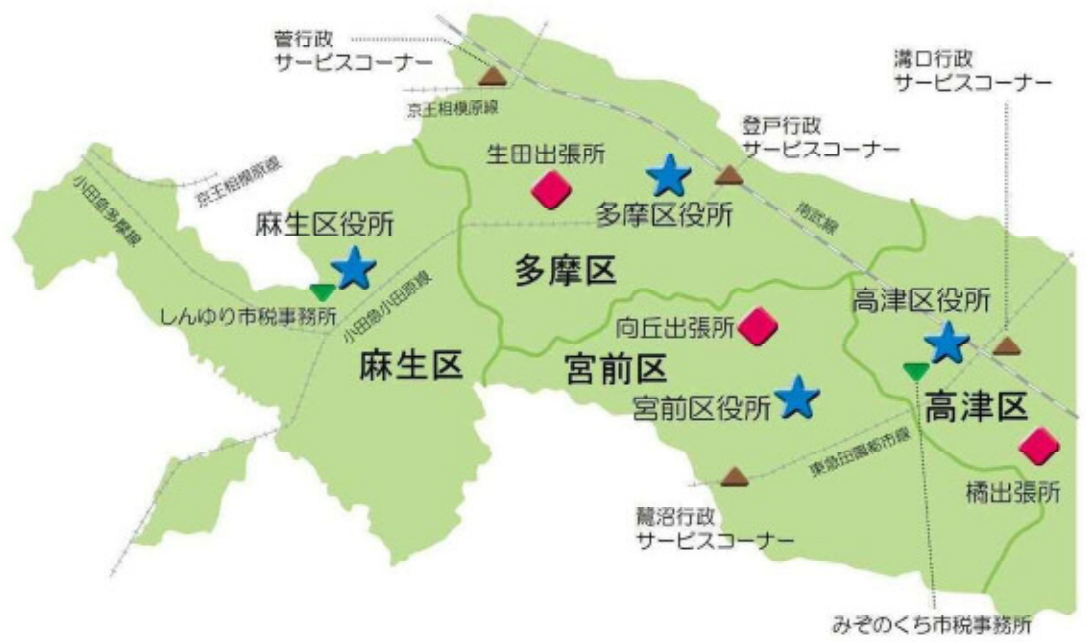 菅行政
サービスコーナー
溝口行政
サービスコーナー
京王相模原線
登戸行政
サービスコーナー
生田出張所
京王相模原線
小田急多摩線
多摩区役所
南武線
麻生区役所
多摩区
高津区役所
しんゆり市税事務所
小田急小田原線
向丘出張所
麻生区
宮前区
宮前区役所
高津区
東急田園都市線
橘出張所
鷺沼行政
サービスコーナー
みぞのくち市税事務所